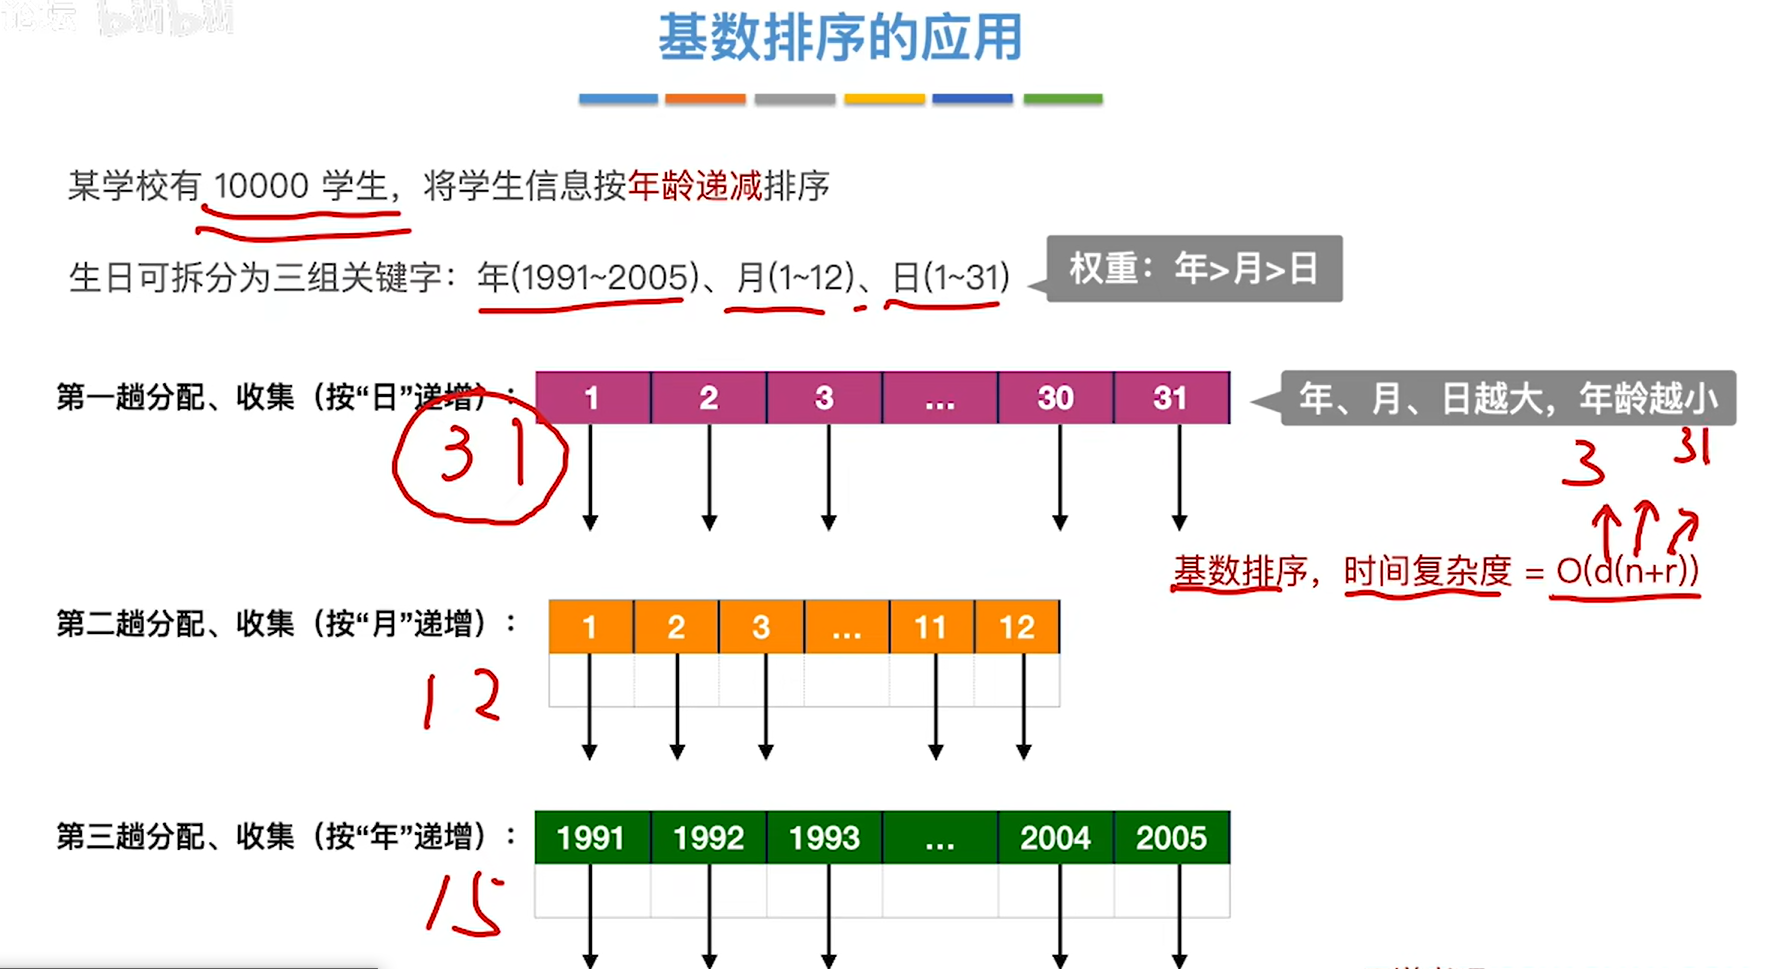 论坛 bilibili
基数排序的应用
某学校有 10000 学生，将学生信息按年龄递减排序
生日可拆分为三组关键字：年(1991~2005)、月(1~12)、日(1~31)
权重：年>月>日
第一趟分配、收集（按“日”递增）：
1 2 3 ... 30 31
年、月、日越大，年龄越小
31
3 31
基数排序，时间复杂度 = O(d(n+r))
第二趟分配、收集（按“月”递增）：
1 2 3 ... 11 12
12
第三趟分配、收集（按“年”递增）：
1991 1992 1993 ... 2004 2005
15